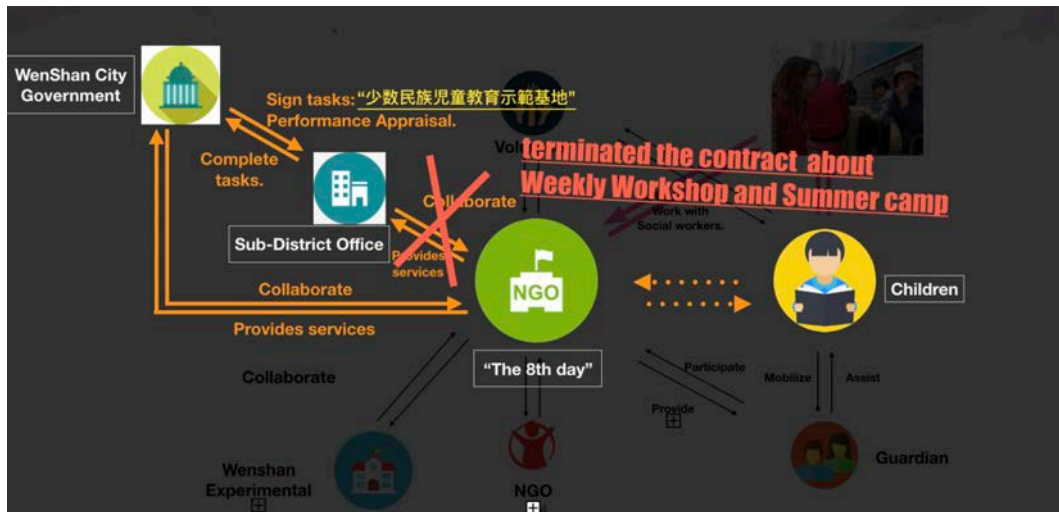 WenShan City
Government
Sign tasks: “少数民族児童教育示範基地"
Performance Appraisal.
Complete
tasks.
terminated the contract about
Weekly Workshop and Summer camp
Collaborate
Work with
Social workers.
Sub-District Office
Provides
services
NGO
Children
Collaborate
Provides services
“The 8th day”
Collaborate
Participate
Mobilize
Assist
Provide
Wenshan
Experimental
NGO
Guardian